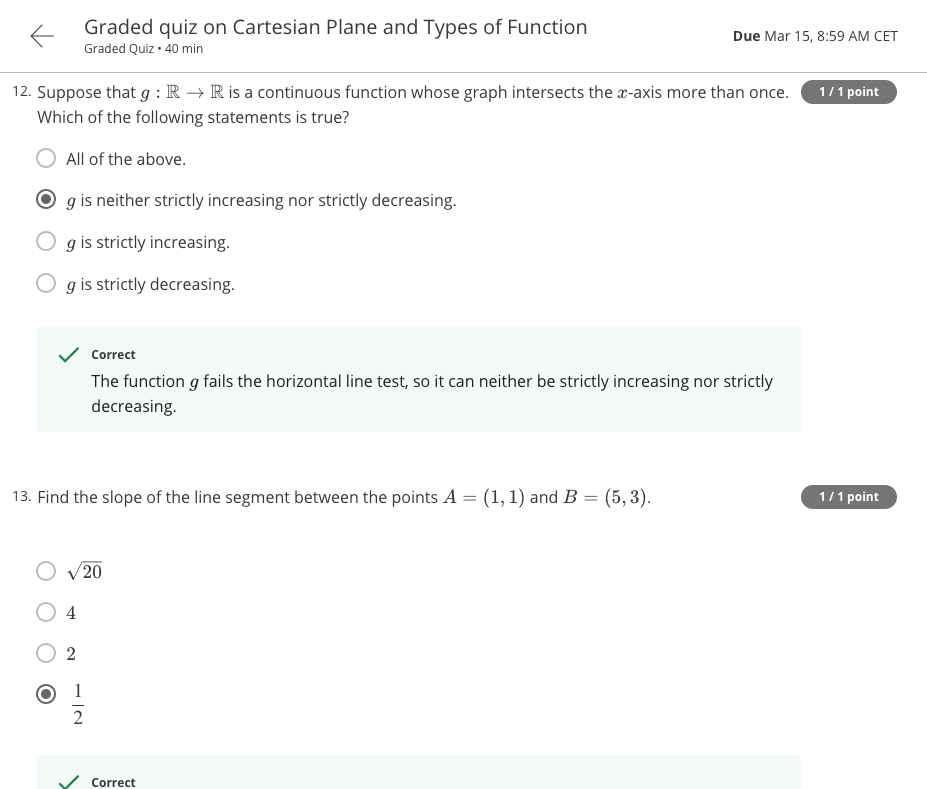 Graded quiz on Cartesian Plane and Types of Function
Graded Quiz • 40 min
Due Mar 15, 8:59 AM CET
12. Suppose that g : ℝ → ℝ is a continuous function whose graph intersects the x-axis more than once. 1 / 1 point
Which of the following statements is true?
All of the above.
g is neither strictly increasing nor strictly decreasing.
g is strictly increasing.
g is strictly decreasing.
Correct
The function g fails the horizontal line test, so it can neither be strictly increasing nor strictly
decreasing.
13. Find the slope of the line segment between the points A = (1, 1) and B = (5, 3). 1 / 1 point
√20
4
2
1/2
Correct